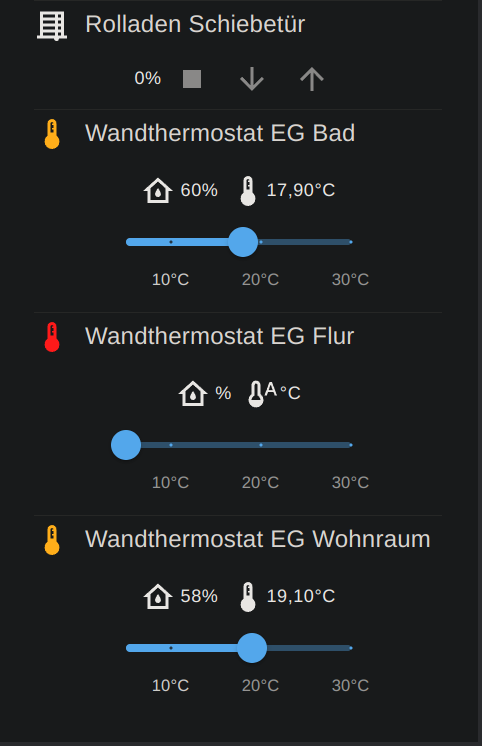 Rolladen Schiebetür
0%
Wandthermostat EG Bad
60% 17,90°C
10°C 20°C 30°C
Wandthermostat EG Flur
% A °C
10°C 20°C 30°C
Wandthermostat EG Wohnraum
58% 19,10°C
10°C 20°C 30°C